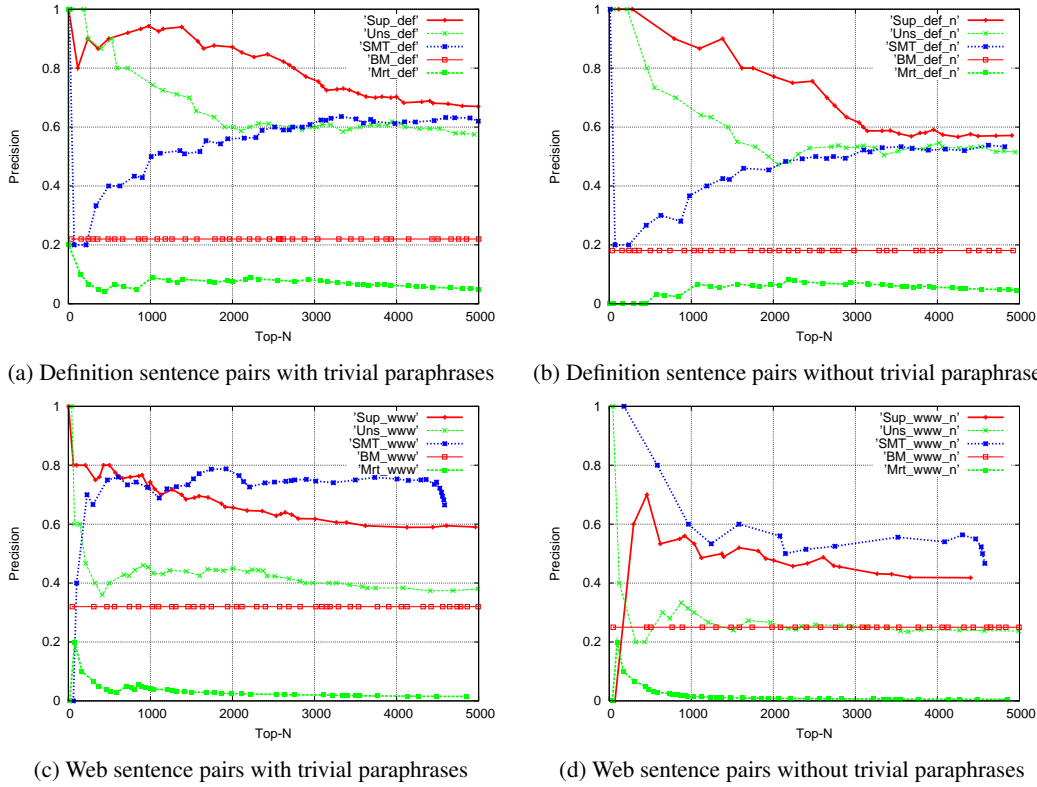 1
0.8
0.6
0.4
0.2
0
Precision
0 1000 2000 3000 4000 5000
Top-N
'Sup_def'
'Uns_def'
'SMT_def'
'BM_def'
'Mrt_def'
(a) Definition sentence pairs with trivial paraphrases
1
0.8
0.6
0.4
0.2
0
Precision
0 1000 2000 3000 4000 5000
Top-N
'Sup_def_n'
'Uns_def_n'
'SMT_def_n'
'BM_def_n'
'Mrt_def_n'
(b) Definition sentence pairs without trivial paraphrase
1
0.8
0.6
0.4
0.2
0
Precision
0 1000 2000 3000 4000 5000
Top-N
'Sup_www'
'Uns_www'
'SMT_www'
'BM_www'
'Mrt_www'
(c) Web sentence pairs with trivial paraphrases
1
0.8
0.6
0.4
0.2
0
Precision
0 1000 2000 3000 4000 5000
Top-N
'Sup_www_n'
'Uns_www_n'
'SMT_www_n'
'BM_www_n'
'Mrt_www_n'
(d) Web sentence pairs without trivial paraphrases